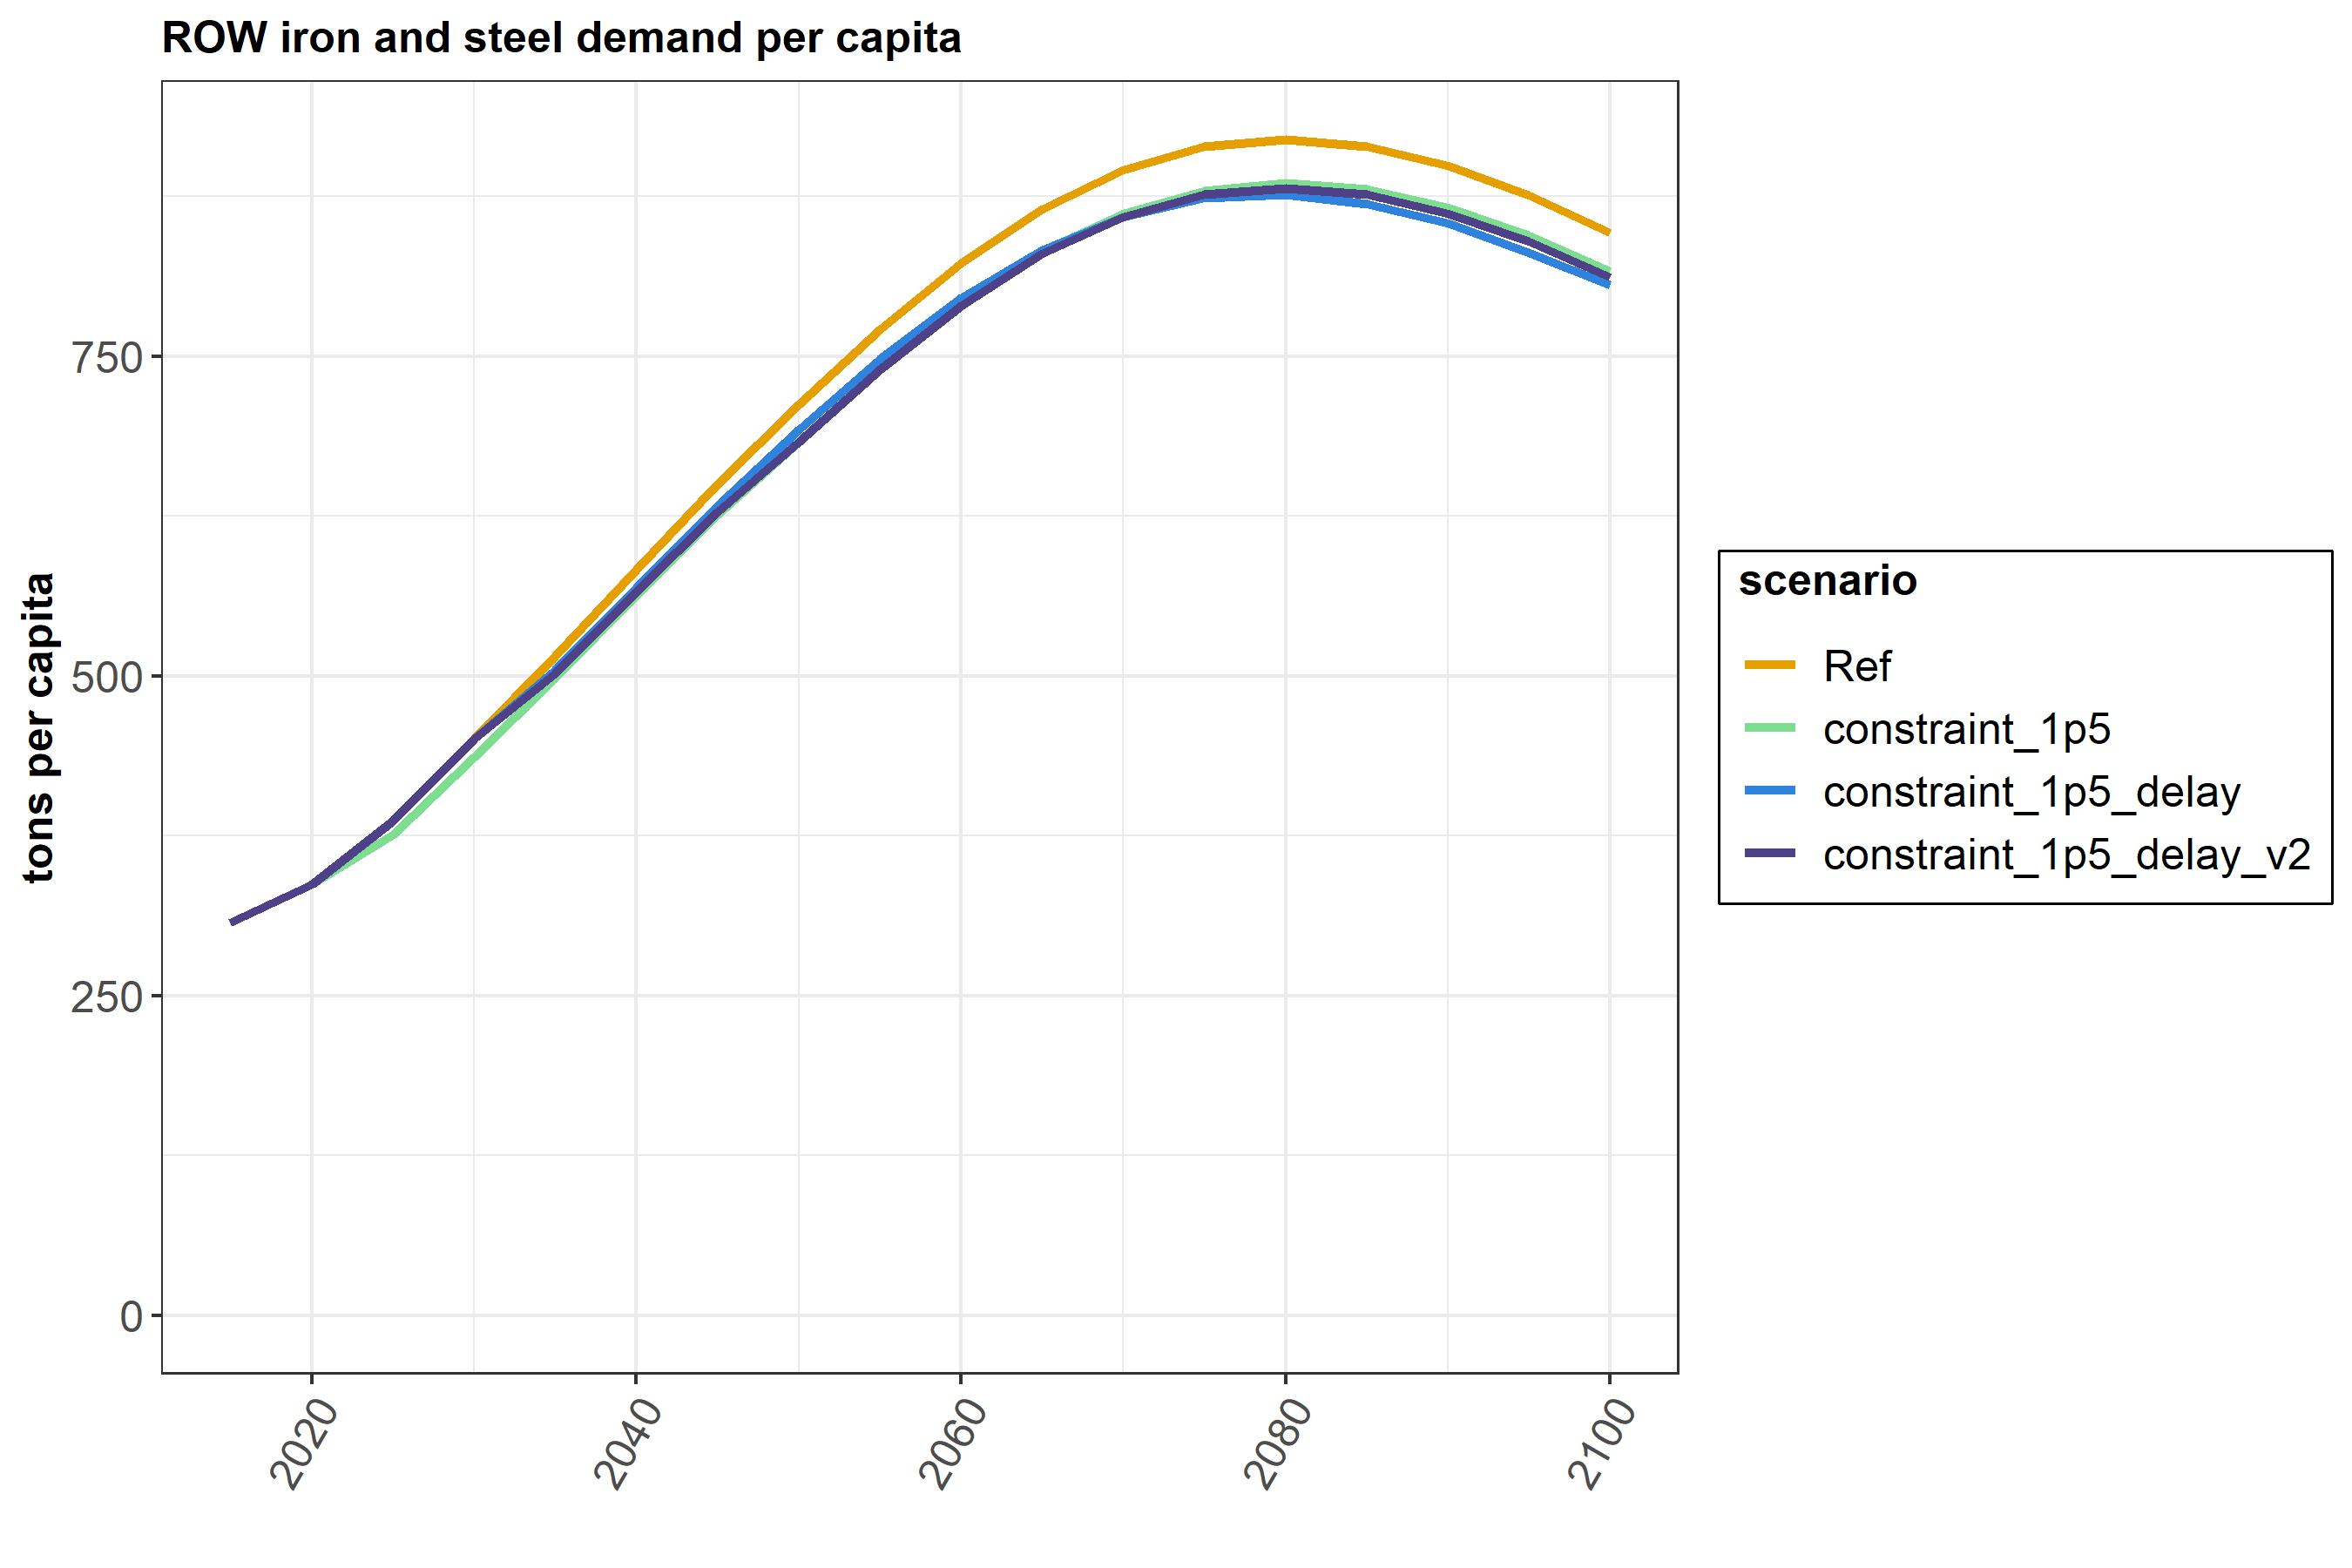 ROW iron and steel demand per capita
tons per capita
750
500
250
0
2020
2040
2060
2080
2100
scenario
Ref
constraint_1p5
constraint_1p5_delay
constraint_1p5_delay_v2